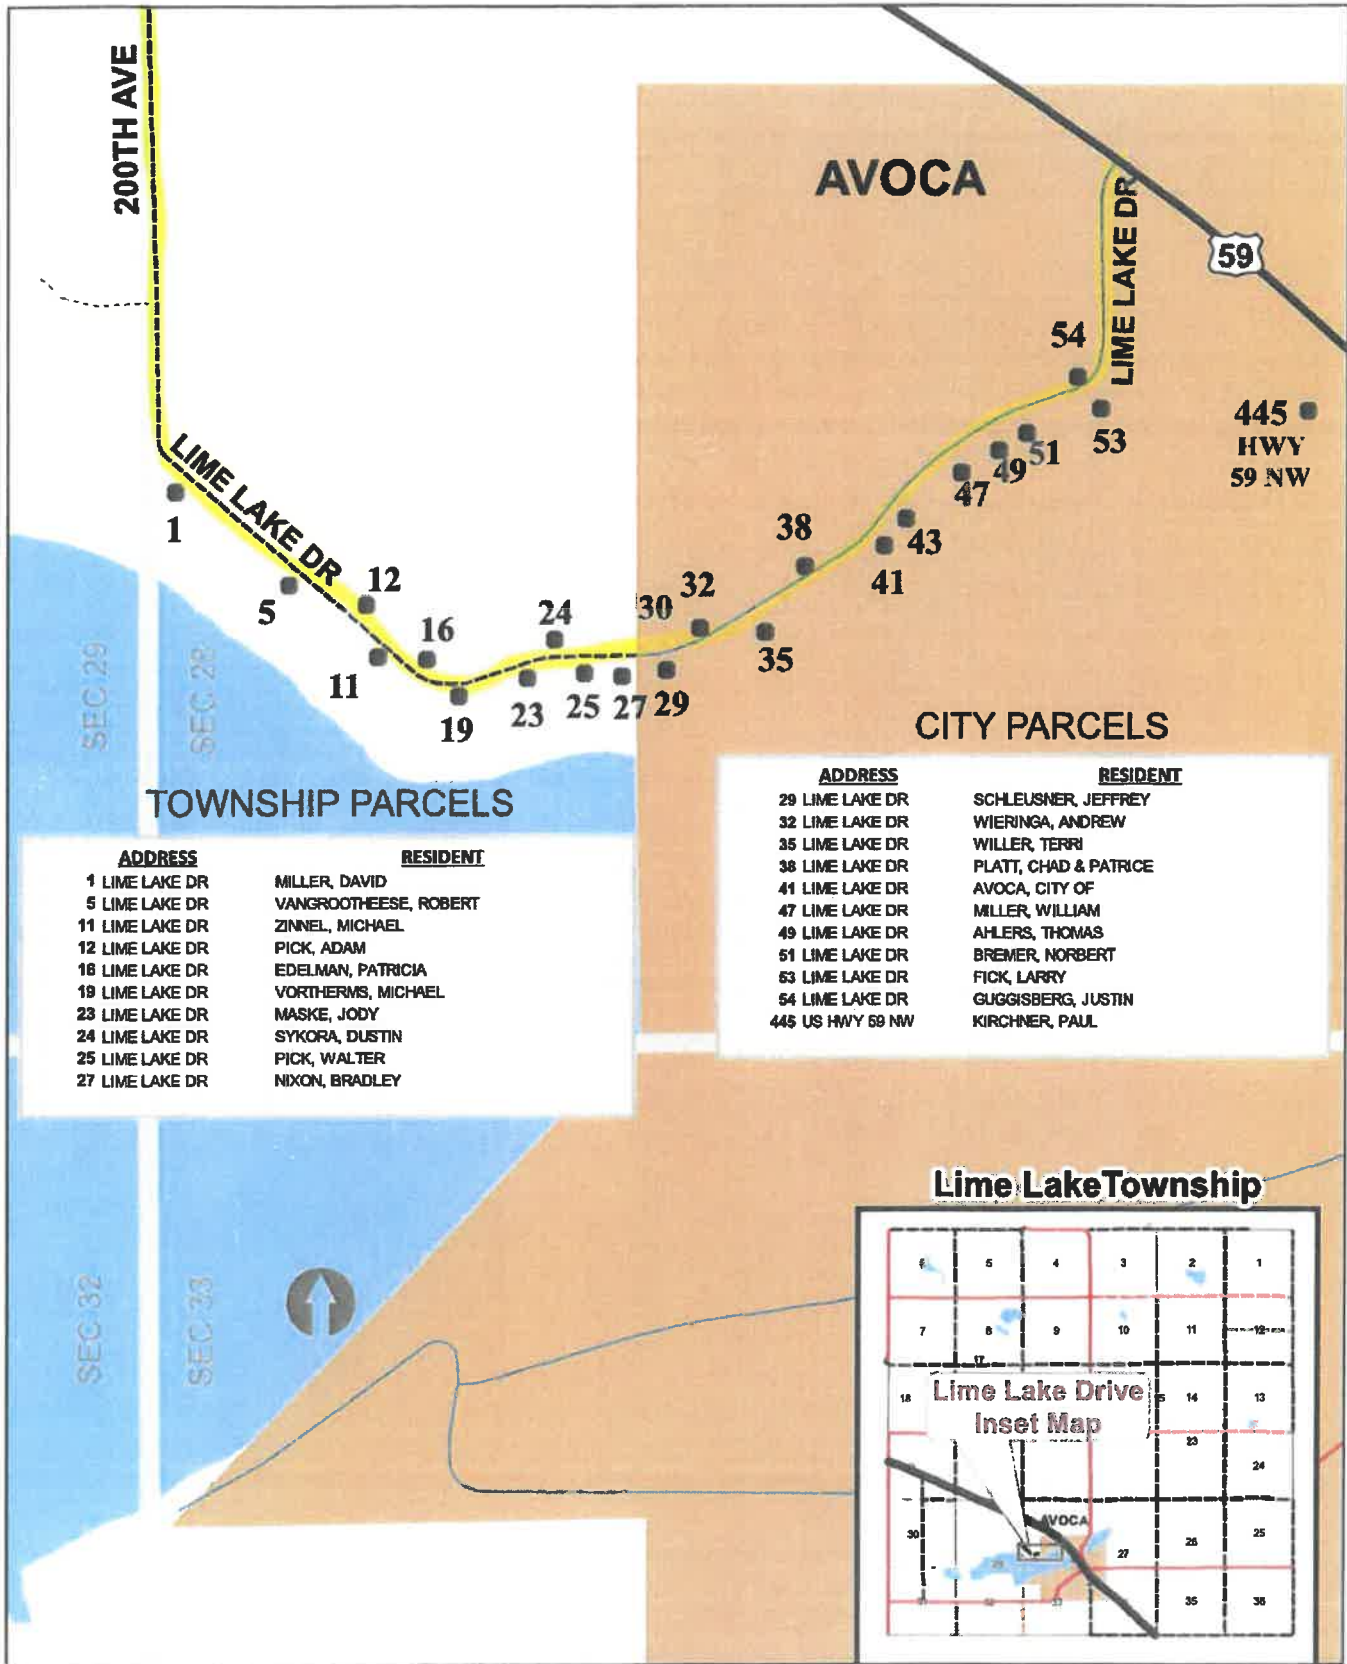 200TH AVE
AVOCA
LIME LAKE DR
59
54
53
445
HWY
59 NW
51
49
47
43
41
38
LIME LAKE DR
1
5
12
16
11
19
24
23
25
27
30
32
29
35
SEC 29
SEC 28
CITY PARCELS
ADDRESS RESIDENT
29 LIME LAKE DR SCHLEUSNER, JEFFREY
32 LIME LAKE DR WIERINGA, ANDREW
35 LIME LAKE DR WILLER, TERRI
38 LIME LAKE DR PLATT, CHAD & PATRICE
41 LIME LAKE DR AVOCA, CITY OF
47 LIME LAKE DR MILLER, WILLIAM
49 LIME LAKE DR AHLERS, THOMAS
51 LIME LAKE DR BREMER, NORBERT
53 LIME LAKE DR FICK, LARRY
54 LIME LAKE DR GUGGISBERG, JUSTIN
445 US HWY 59 NW KIRCHNER, PAUL
TOWNSHIP PARCELS
ADDRESS RESIDENT
1 LIME LAKE DR MILLER, DAVID
5 LIME LAKE DR VANGROOTHEESE, ROBERT
11 LIME LAKE DR ZINNEL, MICHAEL
12 LIME LAKE DR PICK, ADAM
16 LIME LAKE DR EDELMAN, PATRICIA
19 LIME LAKE DR VORTHERMS, MICHAEL
23 LIME LAKE DR MASKE, JODY
24 LIME LAKE DR SYKORA, DUSTIN
25 LIME LAKE DR PICK, WALTER
27 LIME LAKE DR NIXON, BRADLEY
SEC 32
SEC 33
Lime Lake Township
6 5 4 3 2 1
7 8 9 10 11 12
17
18 15 14 13
Lime Lake Drive
Inset Map
23
24
AVOCA
30 27 26 25
29
31 32 33 35 36